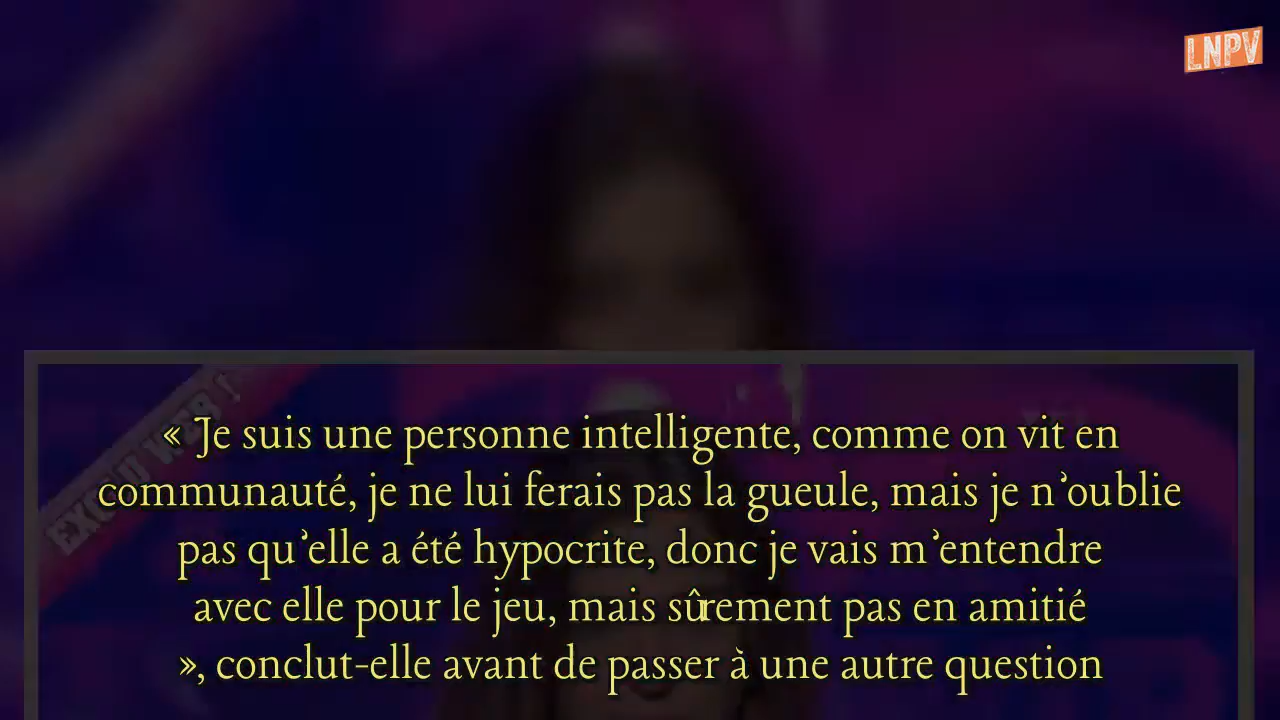 LNPV
EXCLU WEB !
« Je suis une personne intelligente, comme on vit en
communauté, je ne lui ferais pas la gueule, mais je n’oublie
pas qu’elle a été hypocrite, donc je vais m’entendre
avec elle pour le jeu, mais sûrement pas en amitié
», conclut-elle avant de passer à une autre question